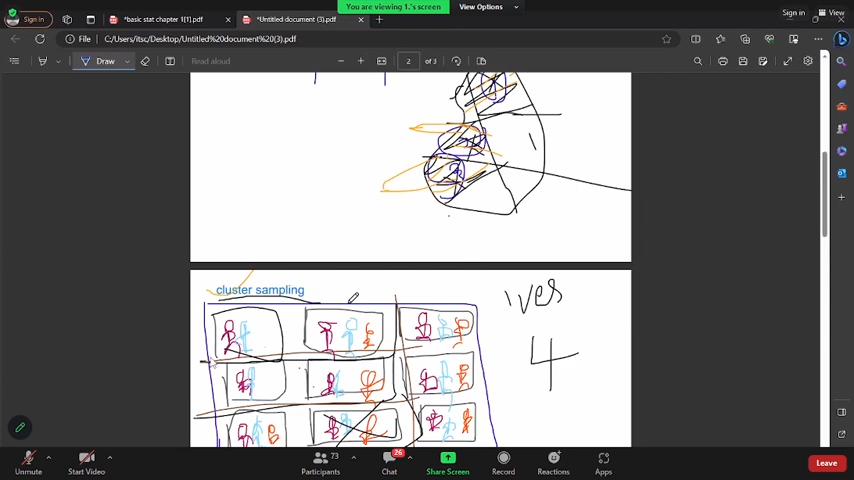 You are viewing 1.'s screen
View Options
Sign in
*basic stat chapter 1[1].pdf
*Untitled document (3).pdf
Sign in
View
File
C:/Users/itsc/Desktop/Untitled%20document%20(3).pdf
Draw
Read aloud
2
of 3
cluster sampling
4
Unmute
Start Video
73
Participants
26
Chat
Share Screen
Record
Reactions
Apps
Leave